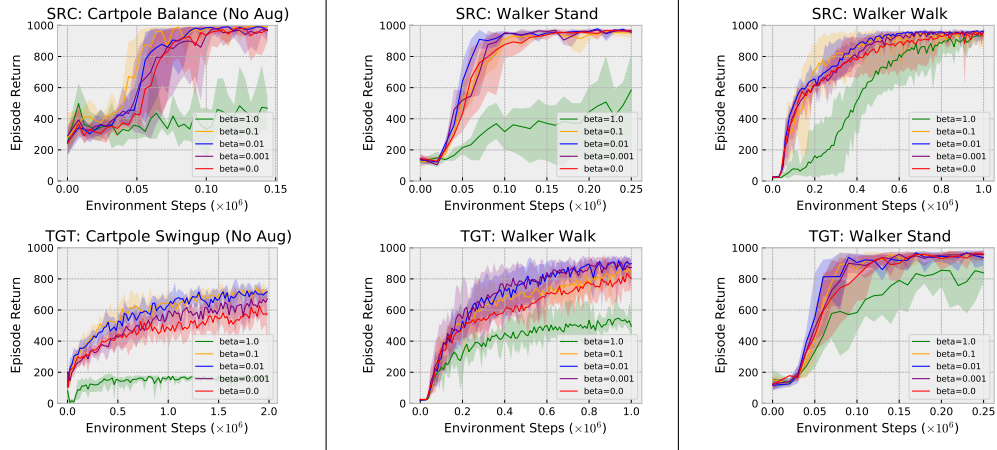 SRC: Cartpole Balance (No Aug)
1000
800
600
400
200
0
Episode Return
0.00
0.05
0.10
0.15
Environment Steps (×10⁶)
beta=1.0
beta=0.1
beta=0.01
beta=0.001
beta=0.0
SRC: Walker Stand
1000
800
600
400
200
0
Episode Return
0.00
0.05
0.10
0.15
0.20
0.25
Environment Steps (×10⁶)
beta=1.0
beta=0.1
beta=0.01
beta=0.001
beta=0.0
SRC: Walker Walk
1000
800
600
400
200
0
Episode Return
0.0
0.2
0.4
0.6
0.8
1.0
Environment Steps (×10⁶)
beta=1.0
beta=0.1
beta=0.01
beta=0.001
beta=0.0
TGT: Cartpole Swingup (No Aug)
1000
800
600
400
200
0
Episode Return
0.0
0.5
1.0
1.5
2.0
Environment Steps (×10⁶)
beta=1.0
beta=0.1
beta=0.01
beta=0.001
beta=0.0
TGT: Walker Walk
1000
800
600
400
200
0
Episode Return
0.0
0.2
0.4
0.6
0.8
1.0
Environment Steps (×10⁶)
beta=1.0
beta=0.1
beta=0.01
beta=0.001
beta=0.0
TGT: Walker Stand
1000
800
600
400
200
0
Episode Return
0.00
0.05
0.10
0.15
0.20
0.25
Environment Steps (×10⁶)
beta=1.0
beta=0.1
beta=0.01
beta=0.001
beta=0.0